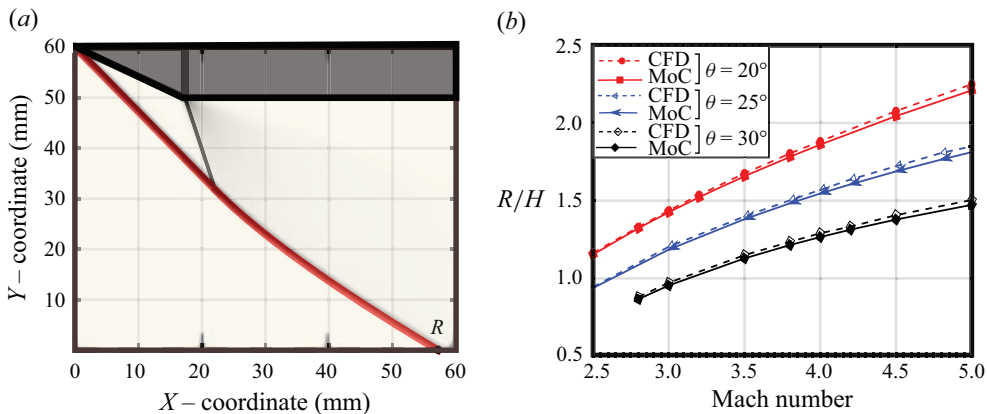 (a)
60
50
40
30
20
10
Y – coordinate (mm)
R
0 10 20 30 40 50 60
X – coordinate (mm)
(b)
2.5
2.0
R/H 1.5
1.0
0.5
CFD
MoC
θ = 20°
CFD
MoC
θ = 25°
CFD
MoC
θ = 30°
2.5 3.0 3.5 4.0 4.5 5.0
Mach number